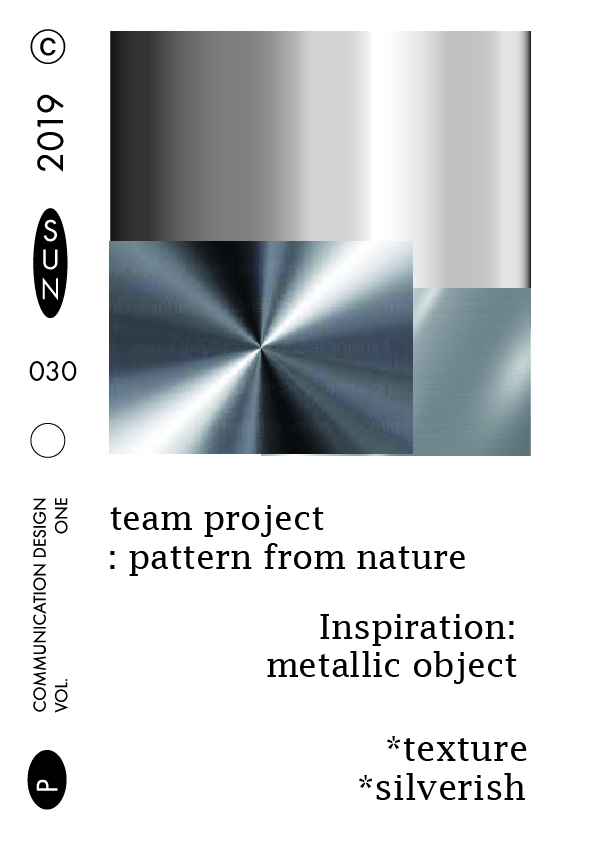 ©
2019
SUN
030
COMMUNICATION DESIGN
VOL. ONE
P
team project
: pattern from nature
Inspiration:
metallic object
*texture
*silverish